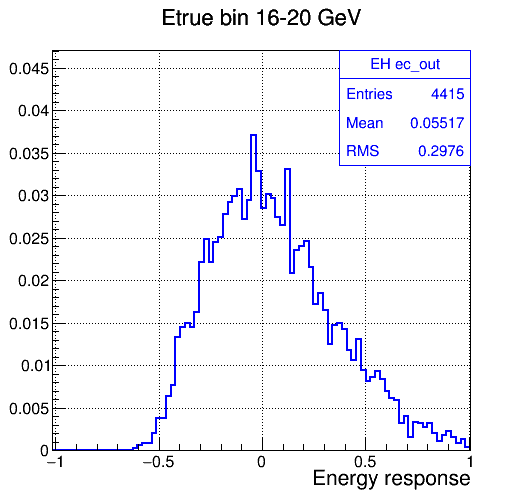 Etrue bin 16-20 GeV
EH ec_out
Entries 4415
Mean 0.05517
RMS 0.2976
0.045
0.04
0.035
0.03
0.025
0.02
0.015
0.01
0.005
0
−1 −0.5 0 0.5 1
Energy response